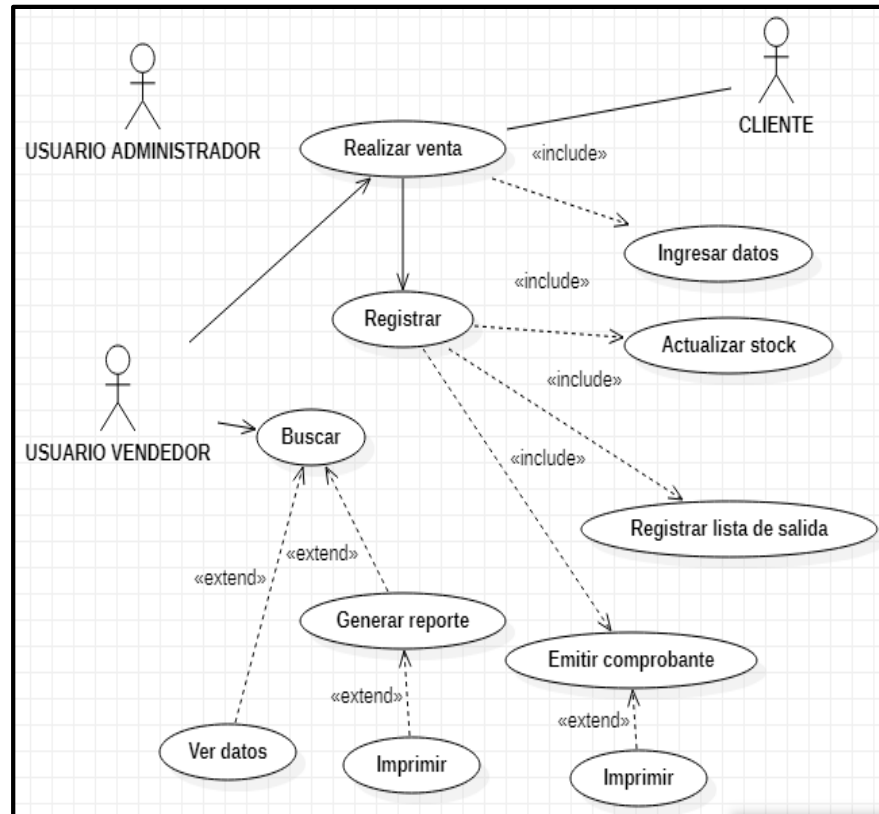 CLIENTE
USUARIO ADMINISTRADOR
Realizar venta
«include»
Ingresar datos
«include»
Registrar
Actualizar stock
«include»
Buscar
USUARIO VENDEDOR
«include»
Registrar lista de salida
«extend»
«extend»
Generar reporte
Emitir comprobante
«extend»
«extend»
Ver datos
Imprimir
Imprimir